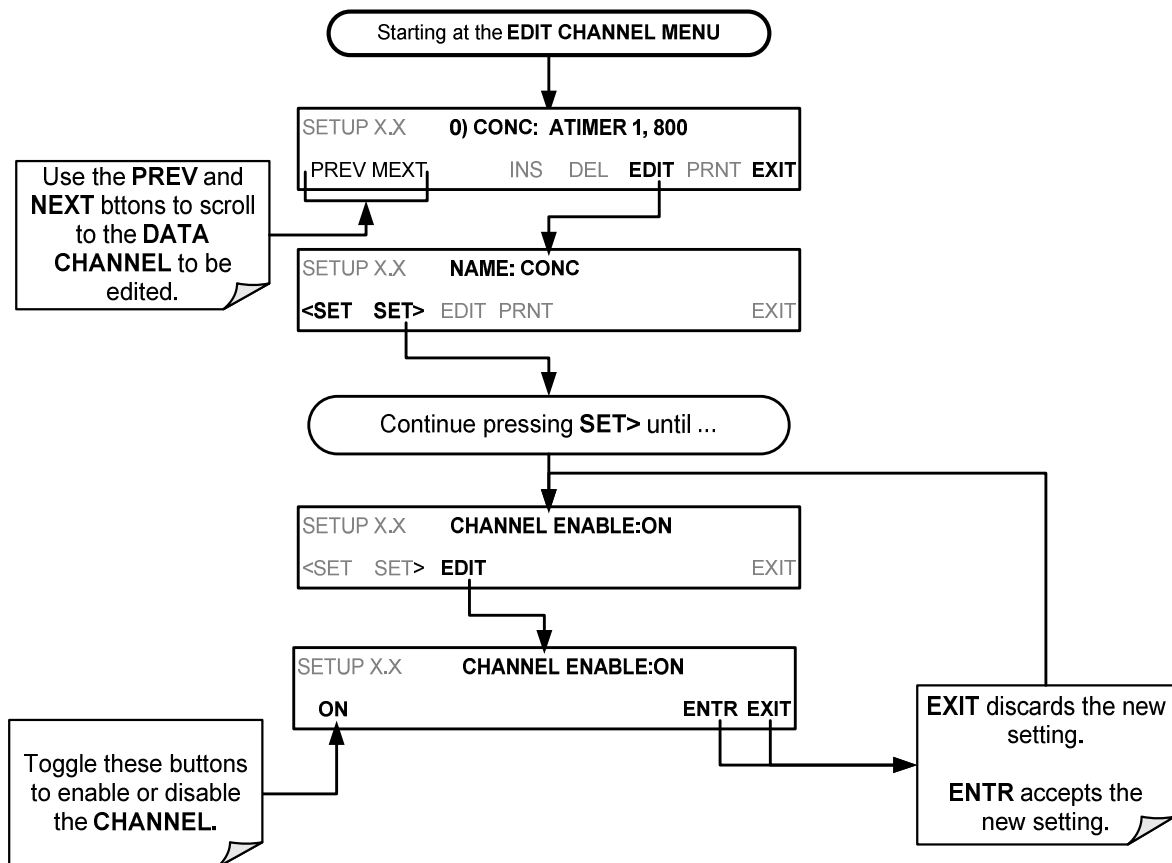 Starting at the EDIT CHANNEL MENU
SETUP X.X 0) CONC: ATIMER 1, 800
PREV MEXT INS DEL EDIT PRNT EXIT
Use the PREV and
NEXT bttons to scroll
to the DATA
CHANNEL to be
edited.
SETUP X.X NAME: CONC
<SET SET> EDIT PRNT EXIT
Continue pressing SET> until ...
SETUP X.X CHANNEL ENABLE:ON
<SET SET> EDIT EXIT
SETUP X.X CHANNEL ENABLE:ON
ON ENTR EXIT
Toggle these buttons
to enable or disable
the CHANNEL.
EXIT discards the new
setting.
ENTR accepts the
new setting.